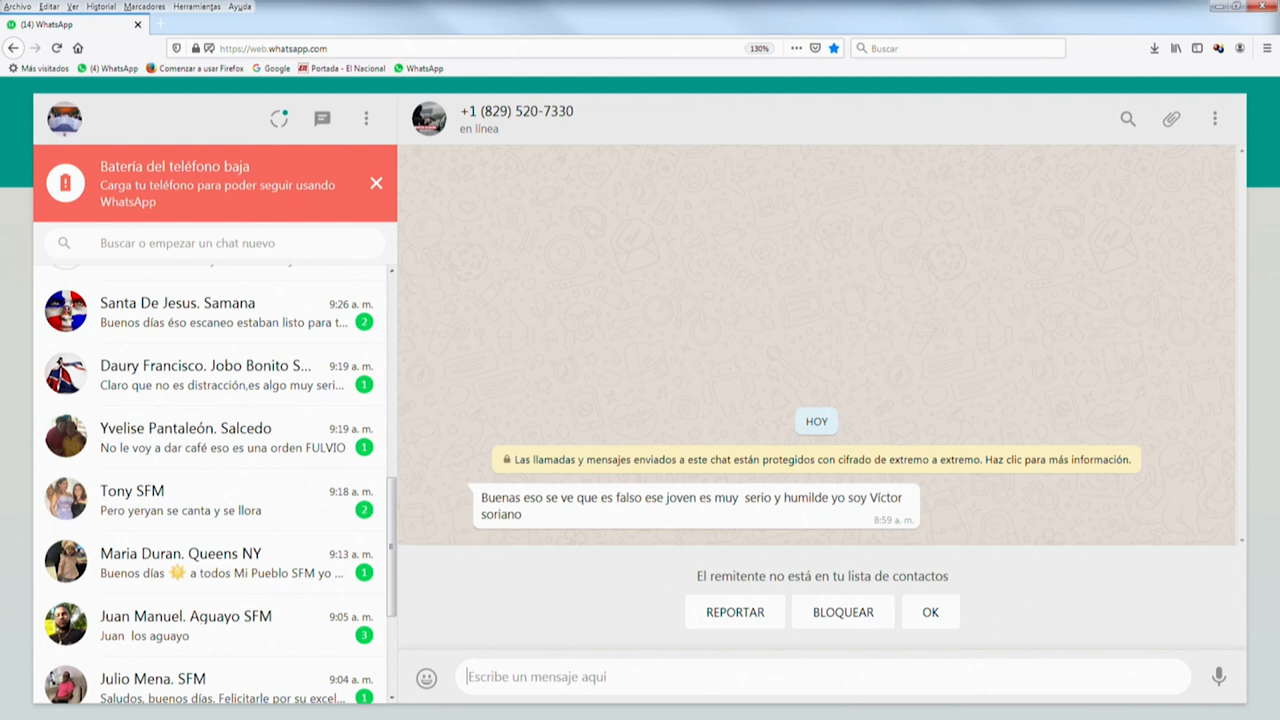 Archivo Editar Ver Historial Marcadores Herramientas Ayuda
(14) WhatsApp
https://web.whatsapp.com
130%
Buscar
Más visitados
(4) WhatsApp
Comenzar a usar Firefox
Google
Portada - El Nacional
WhatsApp
+1 (829) 520-7330
en línea
Batería del teléfono baja
Carga tu teléfono para poder seguir usando
WhatsApp
Buscar o empezar un chat nuevo
Santa De Jesus. Samana 9:26 a. m.
Buenos días éso escaneo estaban listo para t... 2
Daury Francisco. Jobo Bonito S... 9:19 a. m.
Claro que no es distracción,es algo muy seri... 1
Yvelise Pantaleón. Salcedo 9:19 a. m.
No le voy a dar café eso es una orden FULVIO 1
Tony SFM 9:18 a. m.
Pero yeryan se canta y se llora 2
Maria Duran. Queens NY 9:13 a. m.
Buenos días ☀️ a todos Mi Pueblo SFM yo ... 1
Juan Manuel. Aguayo SFM 9:05 a. m.
Juan los aguayo 3
Julio Mena. SFM 9:04 a. m.
Saludos, buenos días. Felicitarle por su excel... 1
HOY
Las llamadas y mensajes enviados a este chat están protegidos con cifrado de extremo a extremo. Haz clic para más información.
Buenas eso se ve que es falso ese joven es muy serio y humilde yo soy Víctor
soriano
8:59 a. m.
El remitente no está en tu lista de contactos
REPORTAR
BLOQUEAR
OK
Escribe un mensaje aquí